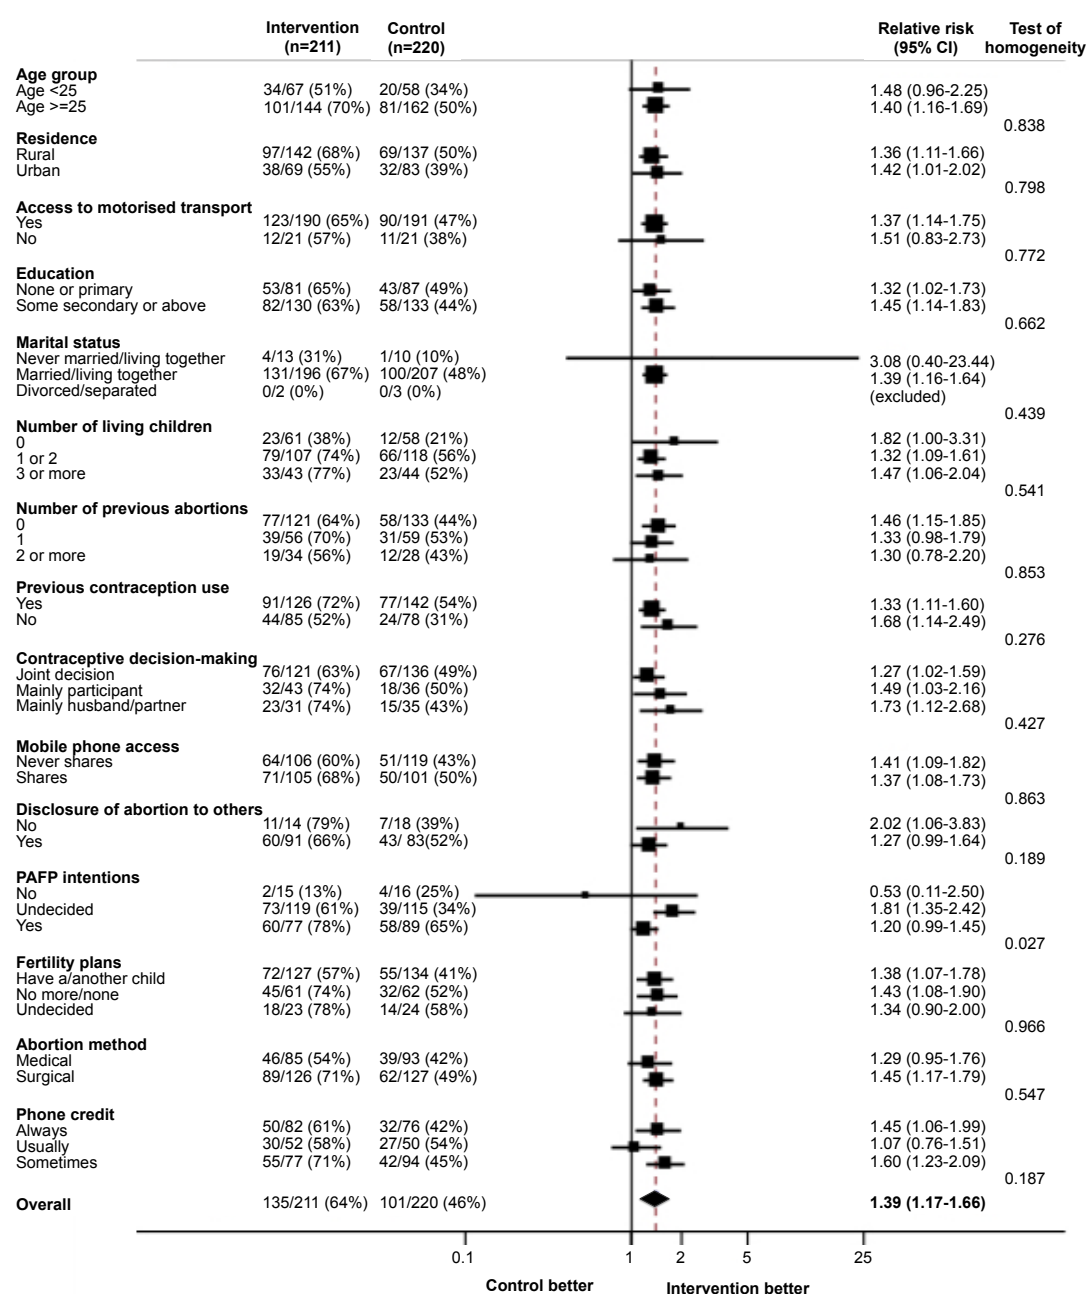 Intervention (n=211) Control (n=220) Relative risk (95% CI) Test of homogeneity
Age group
Age <25 34/67 (51%) 20/58 (34%) 1.48 (0.96-2.25)
Age >=25 101/144 (70%) 81/162 (50%) 1.40 (1.16-1.69)
0.838
Residence
Rural 97/142 (68%) 69/137 (50%) 1.36 (1.11-1.66)
Urban 38/69 (55%) 32/83 (39%) 1.42 (1.01-2.02)
0.798
Access to motorised transport
Yes 123/190 (65%) 90/191 (47%) 1.37 (1.14-1.75)
No 12/21 (57%) 11/21 (38%) 1.51 (0.83-2.73)
0.772
Education
None or primary 53/81 (65%) 43/87 (49%) 1.32 (1.02-1.73)
Some secondary or above 82/130 (63%) 58/133 (44%) 1.45 (1.14-1.83)
0.662
Marital status
Never married/living together 4/13 (31%) 1/10 (10%) 3.08 (0.40-23.44)
Married/living together 131/196 (67%) 100/207 (48%) 1.39 (1.16-1.64)
Divorced/separated 0/2 (0%) 0/3 (0%) (excluded)
0.439
Number of living children
0 23/61 (38%) 12/58 (21%) 1.82 (1.00-3.31)
1 or 2 79/107 (74%) 66/118 (56%) 1.32 (1.09-1.61)
3 or more 33/43 (77%) 23/44 (52%) 1.47 (1.06-2.04)
0.541
Number of previous abortions
0 77/121 (64%) 58/133 (44%) 1.46 (1.15-1.85)
1 39/56 (70%) 31/59 (53%) 1.33 (0.98-1.79)
2 or more 19/34 (56%) 12/28 (43%) 1.30 (0.78-2.20)
0.853
Previous contraception use
Yes 91/126 (72%) 77/142 (54%) 1.33 (1.11-1.60)
No 44/85 (52%) 24/78 (31%) 1.68 (1.14-2.49)
0.276
Contraceptive decision-making
Joint decision 76/121 (63%) 67/136 (49%) 1.27 (1.02-1.59)
Mainly participant 32/43 (74%) 18/36 (50%) 1.49 (1.03-2.16)
Mainly husband/partner 23/31 (74%) 15/35 (43%) 1.73 (1.12-2.68)
0.427
Mobile phone access
Never shares 64/106 (60%) 51/119 (43%) 1.41 (1.09-1.82)
Shares 71/105 (68%) 50/101 (50%) 1.37 (1.08-1.73)
0.863
Disclosure of abortion to others
No 11/14 (79%) 7/18 (39%) 2.02 (1.06-3.83)
Yes 60/91 (66%) 43/ 83(52%) 1.27 (0.99-1.64)
0.189
PAFP intentions
No 2/15 (13%) 4/16 (25%) 0.53 (0.11-2.50)
Undecided 73/119 (61%) 39/115 (34%) 1.81 (1.35-2.42)
Yes 60/77 (78%) 58/89 (65%) 1.20 (0.99-1.45)
0.027
Fertility plans
Have a/another child 72/127 (57%) 55/134 (41%) 1.38 (1.07-1.78)
No more/none 45/61 (74%) 32/62 (52%) 1.43 (1.08-1.90)
Undecided 18/23 (78%) 14/24 (58%) 1.34 (0.90-2.00)
0.966
Abortion method
Medical 46/85 (54%) 39/93 (42%) 1.29 (0.95-1.76)
Surgical 89/126 (71%) 62/127 (49%) 1.45 (1.17-1.79)
0.547
Phone credit
Always 50/82 (61%) 32/76 (42%) 1.45 (1.06-1.99)
Usually 30/52 (58%) 27/50 (54%) 1.07 (0.76-1.51)
Sometimes 55/77 (71%) 42/94 (45%) 1.60 (1.23-2.09)
0.187
Overall 135/211 (64%) 101/220 (46%) 1.39 (1.17-1.66)
0.1 1 2 5 25
Control better Intervention better